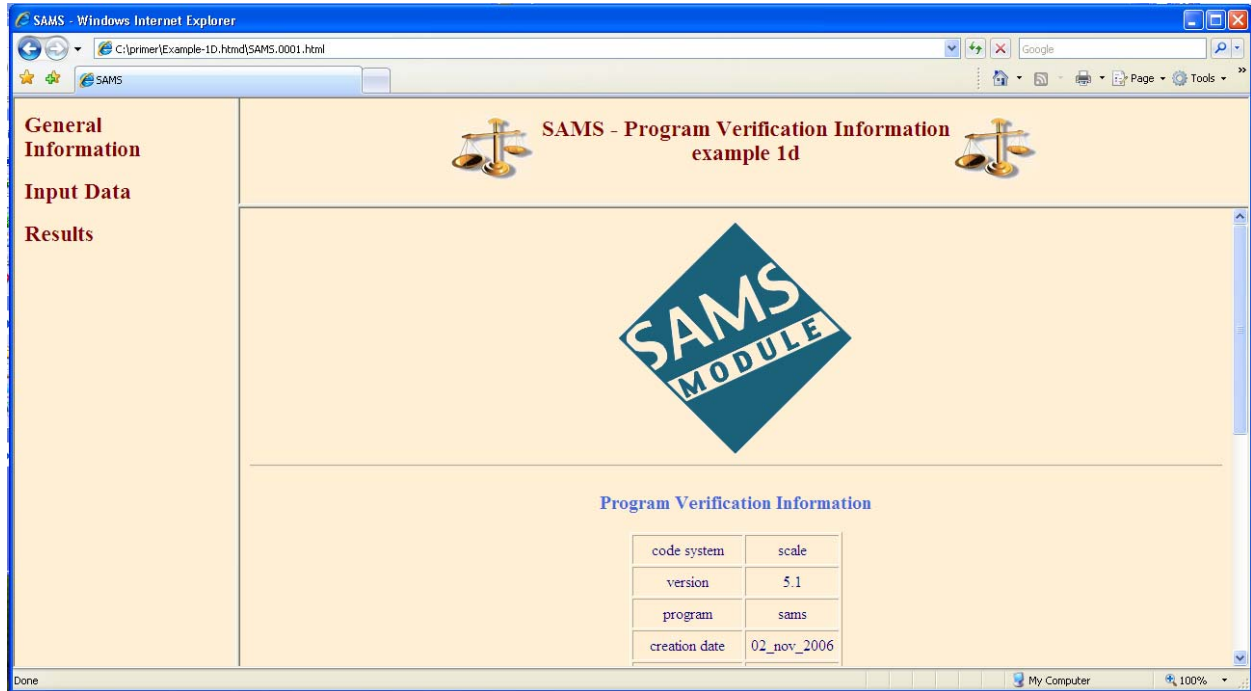 SAMS - Windows Internet Explorer
C:\primer\Example-1D.htmd\SAMS.0001.html
Google
SAMS
Page
Tools
»
General
Information
Input Data
Results
SAMS - Program Verification Information
example 1d
SAMS
MODULE
Program Verification Information
code system scale
version 5.1
program sams
creation date 02_nov_2006
Done
My Computer
100%